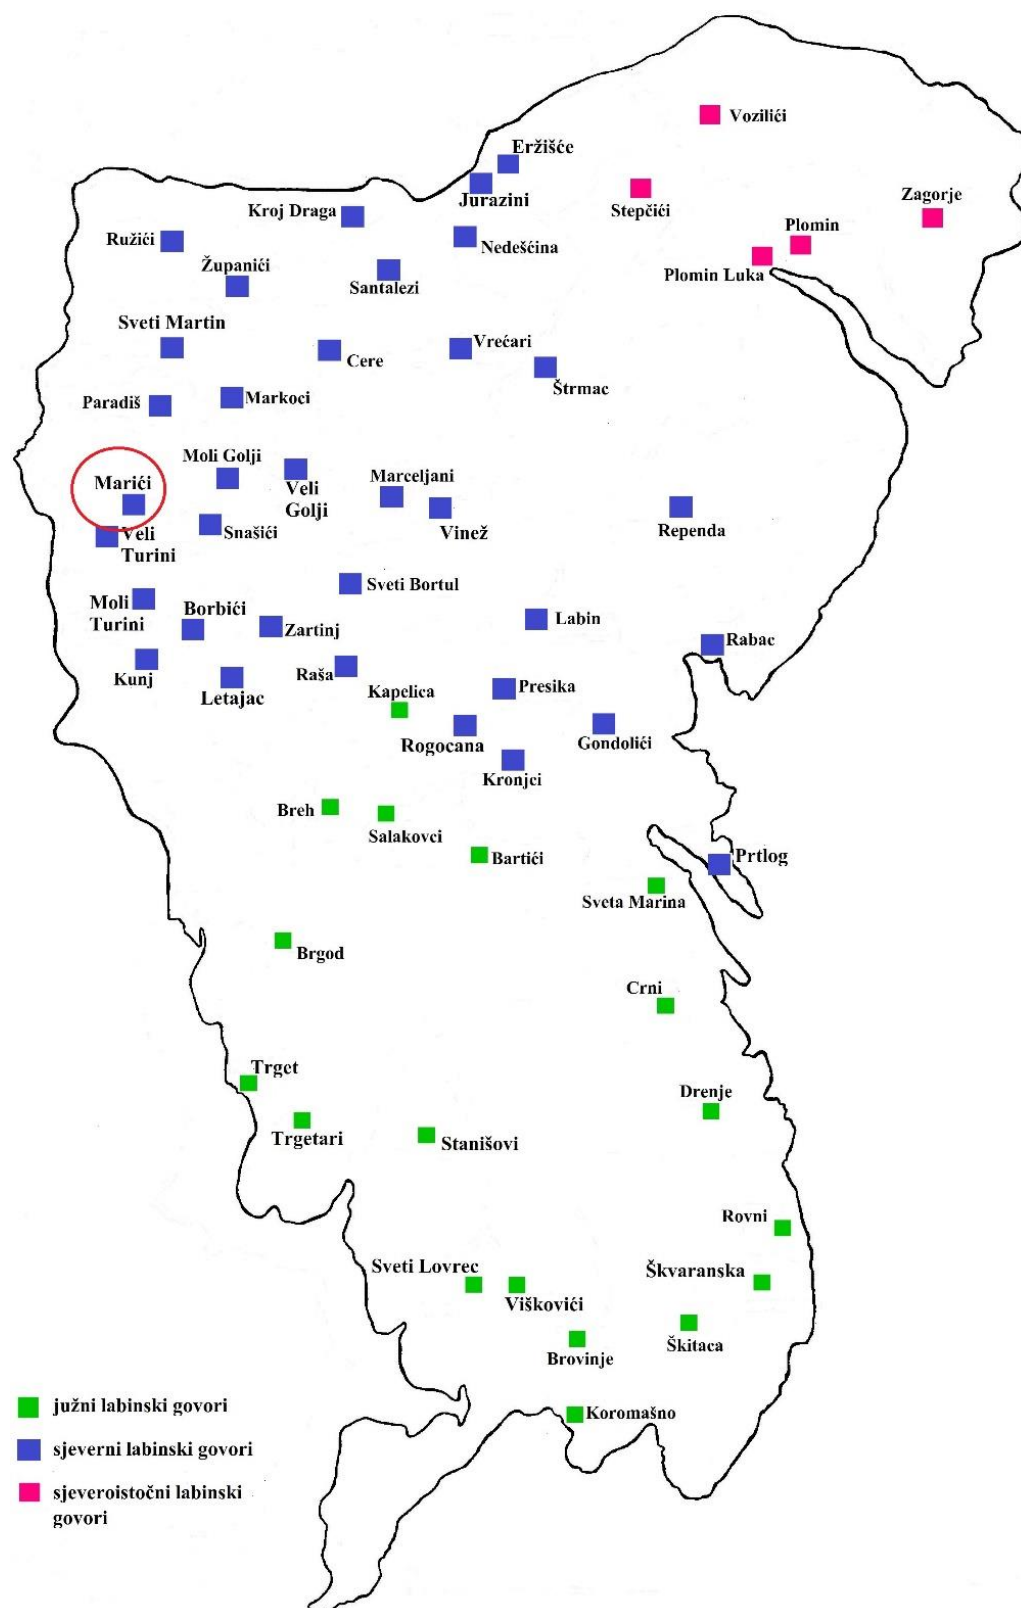 Vozilići
Eržišće
Jurazini
Stepčići
Zagorje
Kroj Draga
Plomin
Ružići
Nedešćina
Plomin Luka
Županići
Santalezi
Sveti Martin
Vrećari
Cere
Štrmac
Paradiš
Markoci
Moli Golji
Marići
Veli
Golji
Marceljani
Vinež
Rependa
Snašići
Veli
Turini
Sveti Bortul
Moli
Turini
Borbići
Zartinj
Labin
Rabac
Kunj
Letajac
Raša
Kapelica
Presika
Rogocana
Gondolići
Kronjci
Breh
Salakovci
Bartići
Prtlog
Sveta Marina
Brgod
Crni
Trget
Drenje
Trgetari
Stanišovi
Rovni
Sveti Lovrec
Škvaranska
Viškovići
Škitaca
Brovinje
Koromašno
južni labinski govori
sjeverni labinski govori
sjeveroistočni labinski
govori